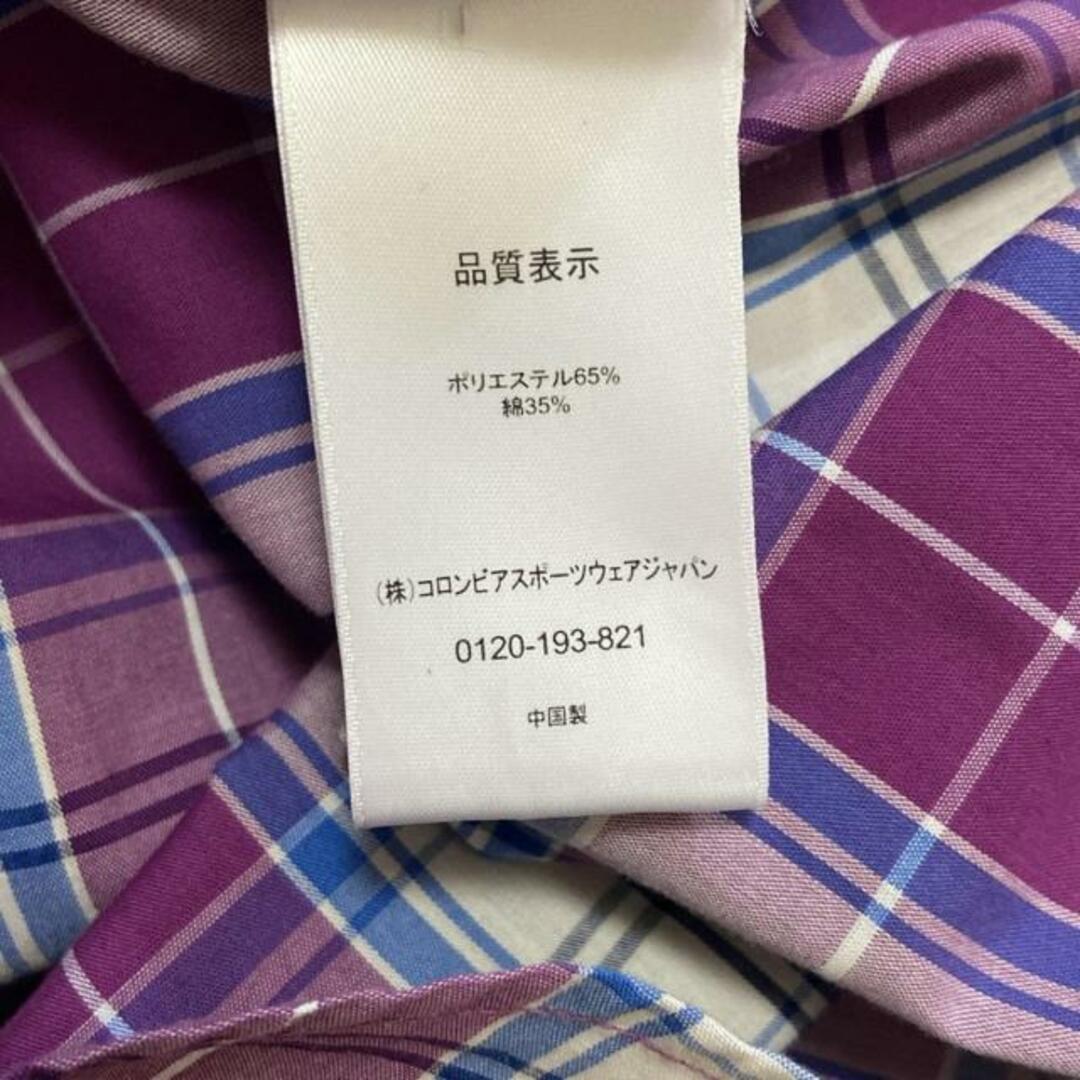 品質表示
ポリエステル65%
綿35%
(株)コロンビアスポーツウェアジャパン
0120-193-821
中国製